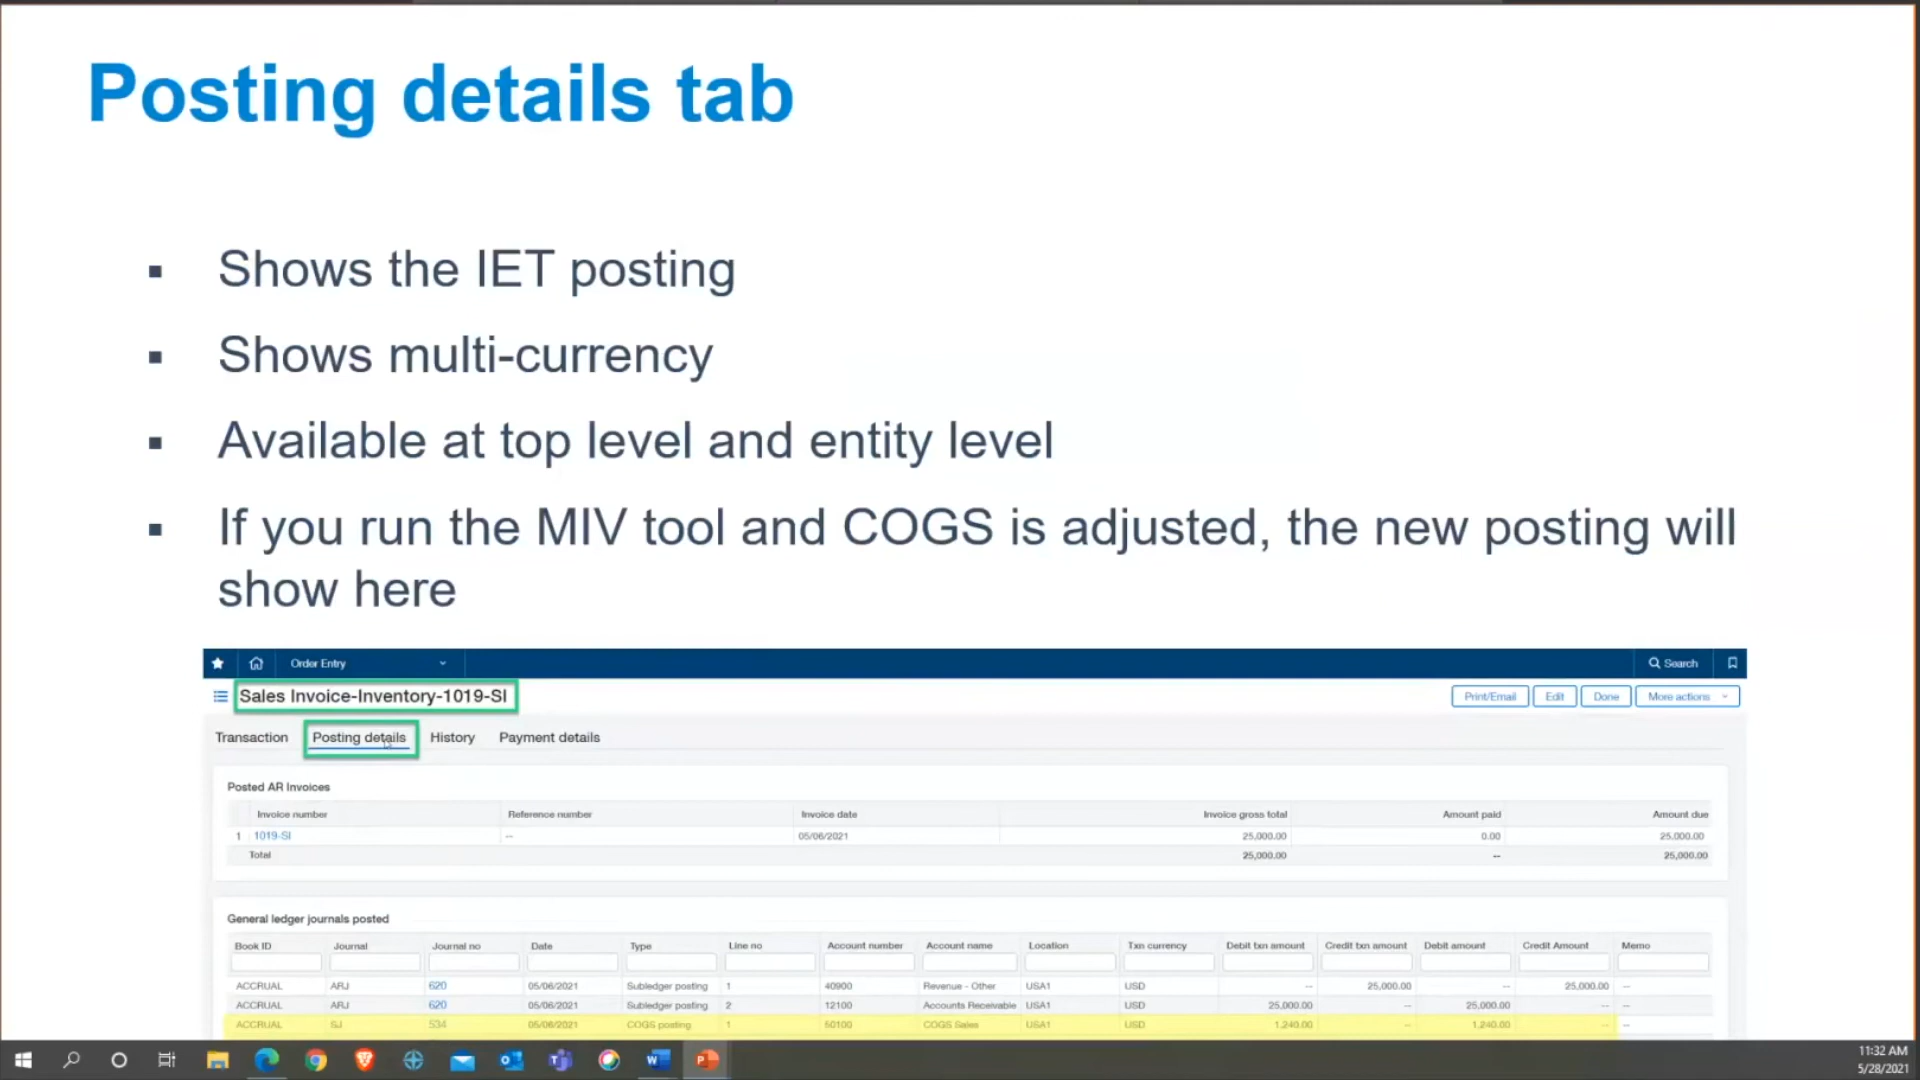 Posting details tab
▪ Shows the IET posting
▪ Shows multi-currency
▪ Available at top level and entity level
▪ If you run the MIV tool and COGS is adjusted, the new posting will
show here
Order Entry Search
Sales Invoice-Inventory-1019-SI Print/Email Edit Done More actions
Transaction Posting details History Payment details
Posted AR Invoices
Invoice number Reference number Invoice date Invoice gross total Amount paid Amount due
1 1019-SI -- 05/06/2021 25,000.00 0.00 25,000.00
Total 25,000.00 -- 25,000.00
General ledger journals posted
Book ID Journal Journal no Date Type Line no Account number Account name Location Txn currency Debit txn amount Credit txn amount Debit amount Credit Amount Memo
ACCRUAL ARJ 620 05/06/2021 Subledger posting 1 40900 Revenue - Other USA1 USD -- 25,000.00 -- 25,000.00 --
ACCRUAL ARJ 620 05/06/2021 Subledger posting 2 12100 Accounts Receivable USA1 USD 25,000.00 -- 25,000.00 -- --
ACCRUAL SJ 534 05/06/2021 COGS posting 1 50100 COGS Sales USA1 USD 1,240.00 -- 1,240.00 -- --
11:32 AM
5/28/2021